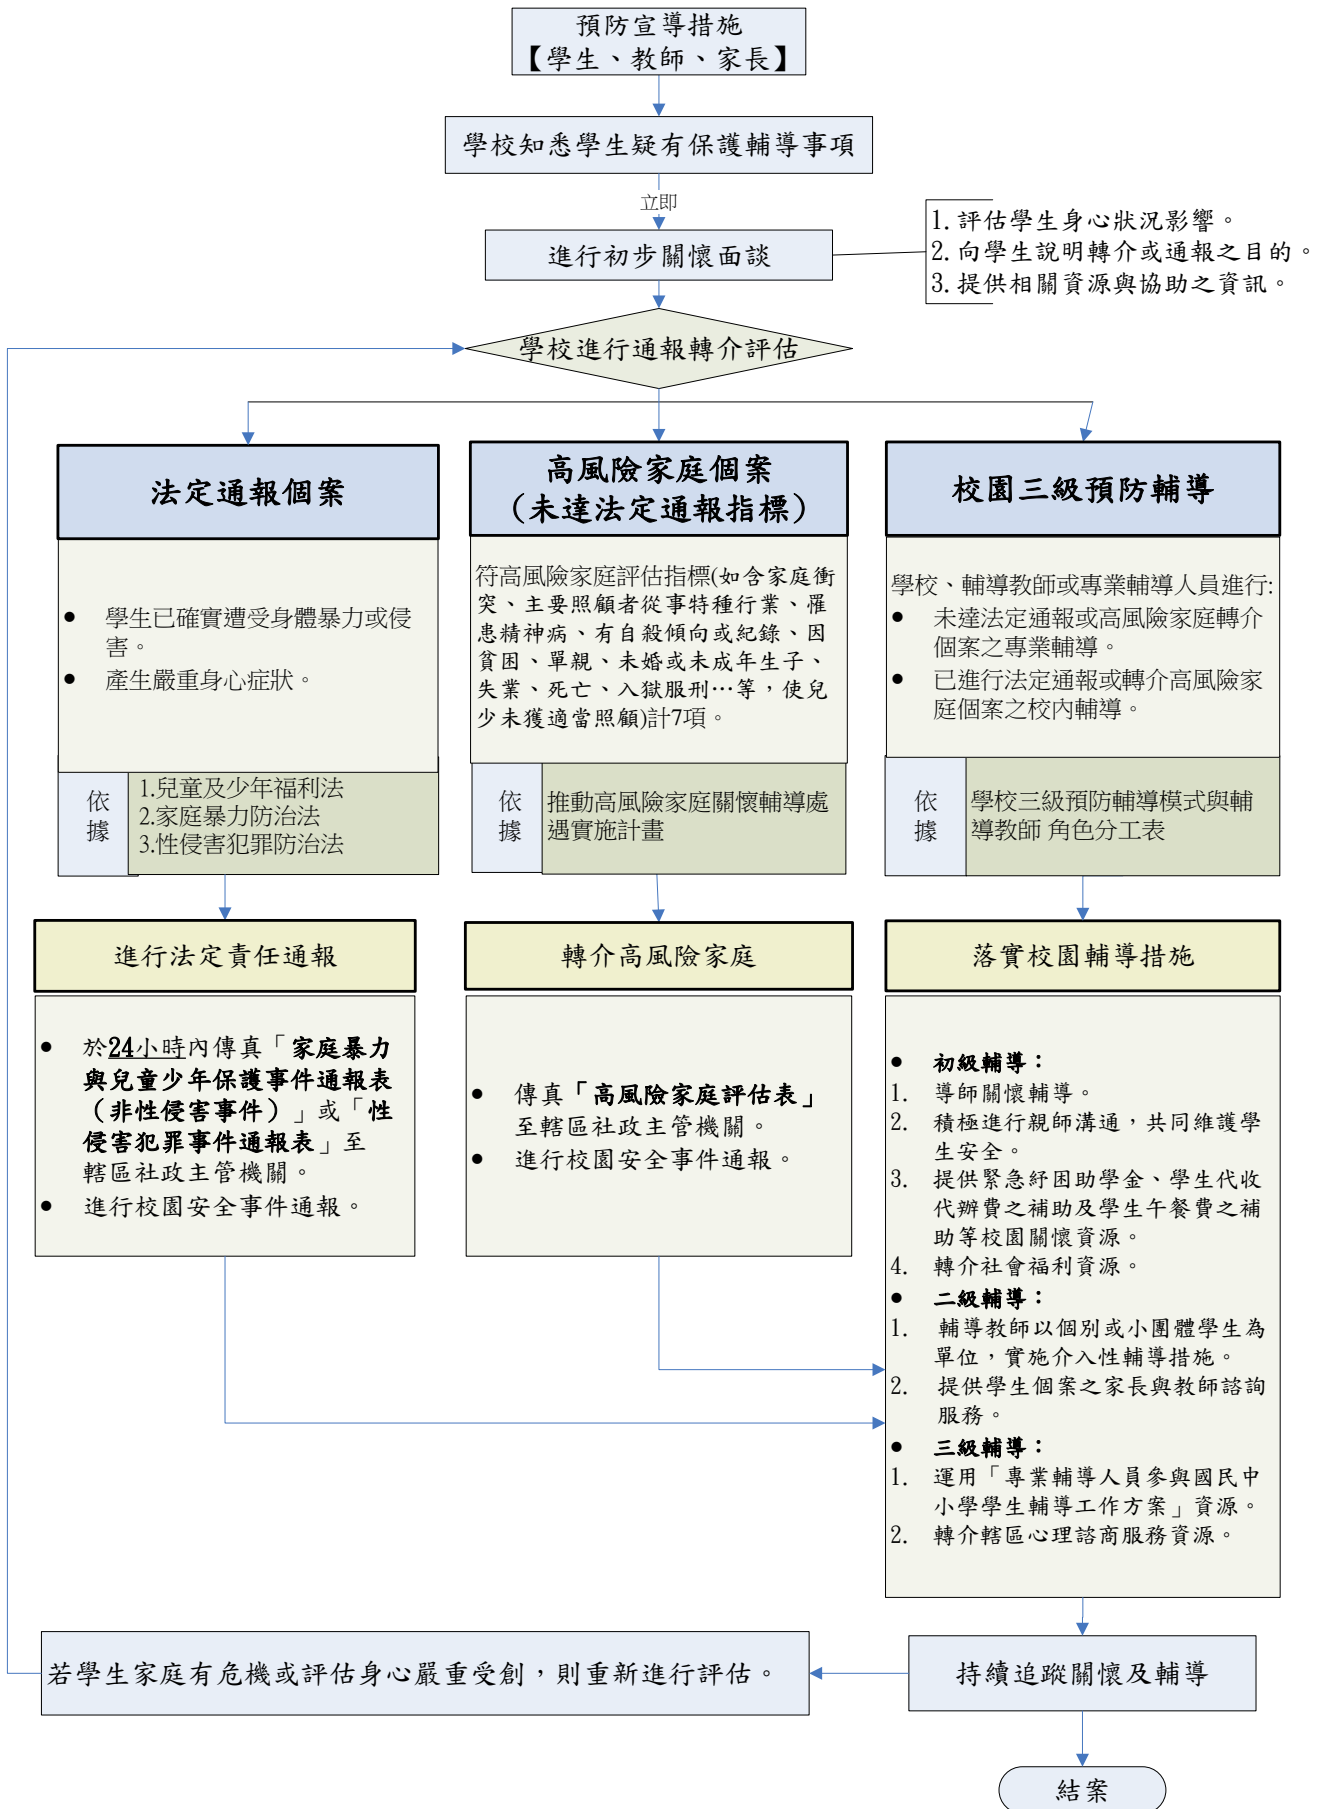 預防宣導措施
【學生、教師、家長】
學校知悉學生疑有保護輔導事項
立即
進行初步關懷面談
1.評估學生身心狀況影響。
2.向學生說明轉介或通報之目的。
3.提供相關資源與協助之資訊。
學校進行通報轉介評估
法定通報個案
● 學生已確實遭受身體暴力或侵
害。
● 產生嚴重身心症狀。
依
據
1.兒童及少年福利法
2.家庭暴力防治法
3.性侵害犯罪防治法
進行法定責任通報
● 於24小時內傳真「家庭暴力
與兒童少年保護事件通報表
（非性侵害事件）」或「性
侵害犯罪事件通報表」至
轄區社政主管機關。
● 進行校園安全事件通報。
高風險家庭個案
（未達法定通報指標）
符高風險家庭評估指標(如含家庭衝
突、主要照顧者從事特種行業、罹
患精神病、有自殺傾向或紀錄、因
貧困、單親、未婚或未成年生子、
失業、死亡、入獄服刑…等，使兒
少未獲適當照顧)計7項。
依
據
推動高風險家庭關懷輔導處
遇實施計畫
轉介高風險家庭
● 傳真「高風險家庭評估表」
至轄區社政主管機關。
● 進行校園安全事件通報。
校園三級預防輔導
學校、輔導教師或專業輔導人員進行:
● 未達法定通報或高風險家庭轉介
個案之專業輔導。
● 已進行法定通報或轉介高風險家
庭個案之校內輔導。
依
據
學校三級預防輔導模式與輔
導教師 角色分工表
落實校園輔導措施
● 初級輔導：
1. 導師關懷輔導。
2. 積極進行親師溝通，共同維護學
生安全。
3. 提供緊急紓困助學金、學生代收
代辦費之補助及學生午餐費之補
助等校園關懷資源。
4. 轉介社會福利資源。
● 二級輔導：
1. 輔導教師以個別或小團體學生為
單位，實施介入性輔導措施。
2. 提供學生個案之家長與教師諮詢
服務。
● 三級輔導：
1. 運用「專業輔導人員參與國民中
小學學生輔導工作方案」資源。
2. 轉介轄區心理諮商服務資源。
持續追蹤關懷及輔導
若學生家庭有危機或評估身心嚴重受創，則重新進行評估。
結案